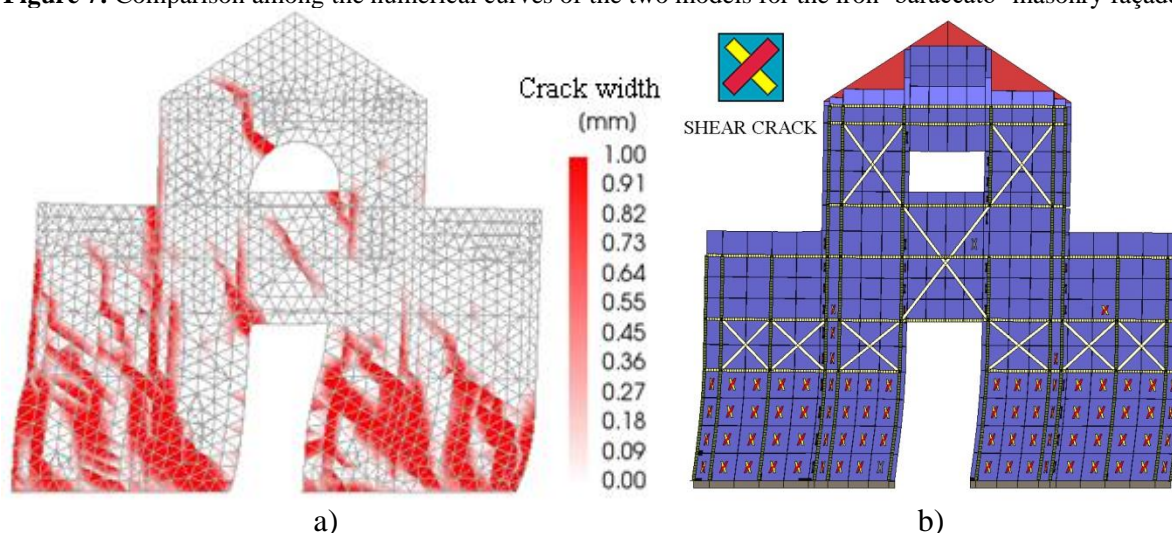 Figure 7. Comparison among the numerical curves of the two models for the iron "baraccato" masonry façade
Crack width
(mm)
1.00
0.91
0.82
0.73
0.64
0.55
0.45
0.36
0.27
0.18
0.09
0.00
SHEAR CRACK
a)
b)